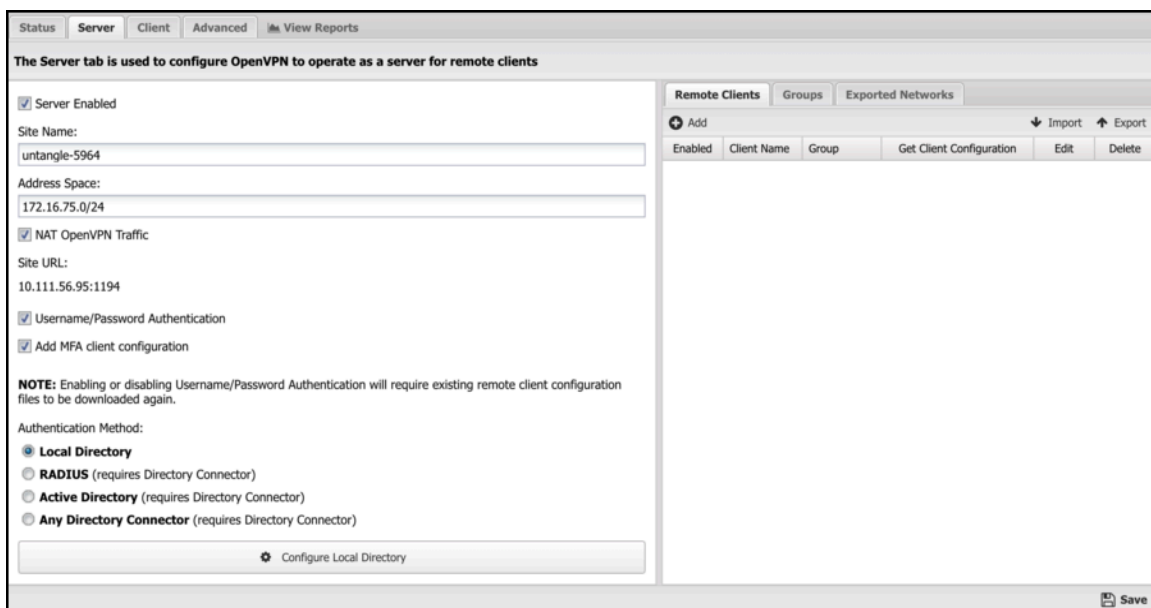 Status Server Client Advanced View Reports
The Server tab is used to configure OpenVPN to operate as a server for remote clients
Server Enabled
Site Name:
untangle-5964
Address Space:
172.16.75.0/24
NAT OpenVPN Traffic
Site URL:
10.111.56.95:1194
Username/Password Authentication
Add MFA client configuration
NOTE: Enabling or disabling Username/Password Authentication will require existing remote client configuration
files to be downloaded again.
Authentication Method:
Local Directory
RADIUS (requires Directory Connector)
Active Directory (requires Directory Connector)
Any Directory Connector (requires Directory Connector)
Configure Local Directory
Remote Clients Groups Exported Networks
Add Import Export
Enabled Client Name Group Get Client Configuration Edit Delete
Save